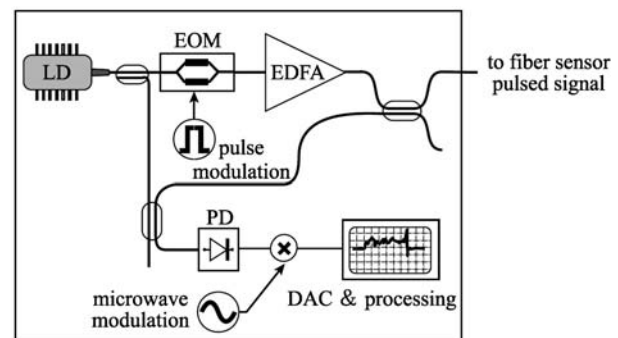 LD
EOM
EDFA
to fiber sensor
pulsed signal
pulse
modulation
PD
microwave
modulation
DAC & processing